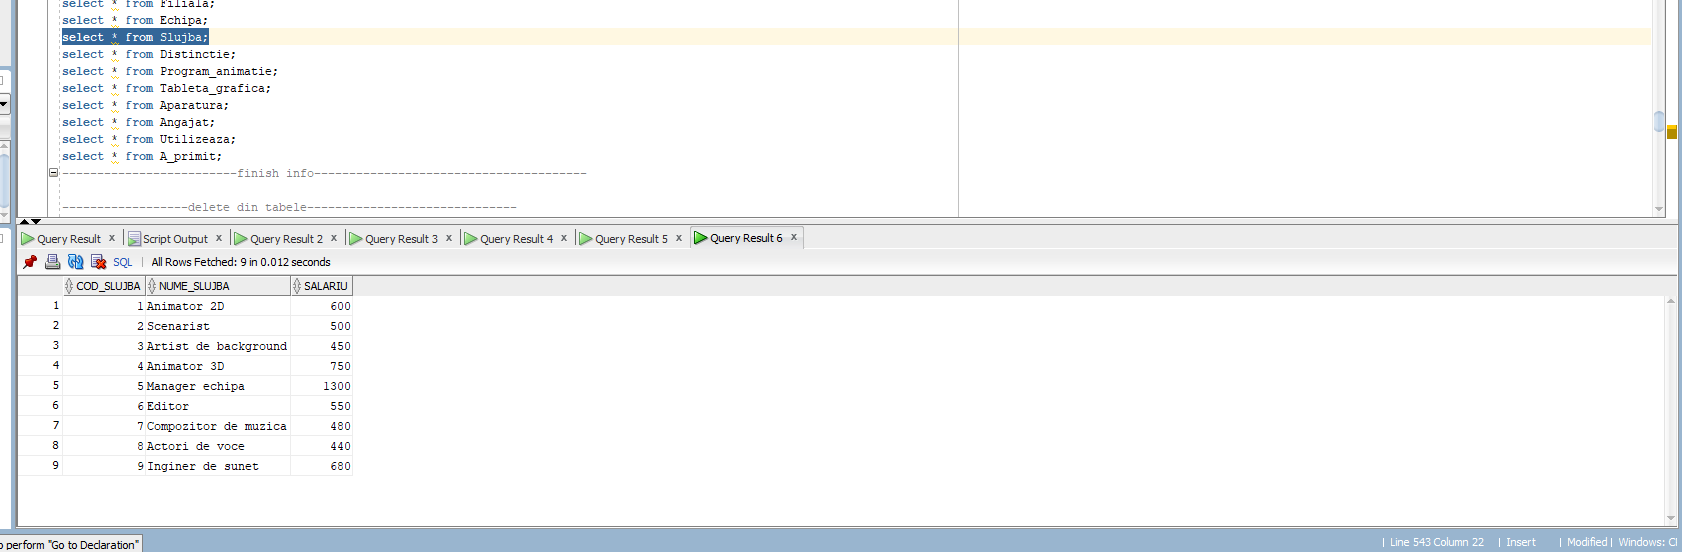 select * from Filiala;
select * from Echipa;
select * from Slujba;
select * from Distinctie;
select * from Program_animatie;
select * from Tableta_grafica;
select * from Aparatura;
select * from Angajat;
select * from Utilizeaza;
select * from A_primit;
-------------------------finish info---------------------------------------
------------------delete din tabele------------------------------
Query Result x Script Output x Query Result 2 x Query Result 3 x Query Result 4 x Query Result 5 x Query Result 6 x
SQL | All Rows Fetched: 9 in 0.012 seconds
COD_SLUJBA NUME_SLUJBA SALARIU
1 1 Animator 2D 600
2 2 Scenarist 500
3 3 Artist de background 450
4 4 Animator 3D 750
5 5 Manager echipa 1300
6 6 Editor 550
7 7 Compozitor de muzica 480
8 8 Actori de voce 440
9 9 Inginer de sunet 680
o perform "Go to Declaration"
| Line 543 Column 22 | Insert | Modified | Windows: Cl